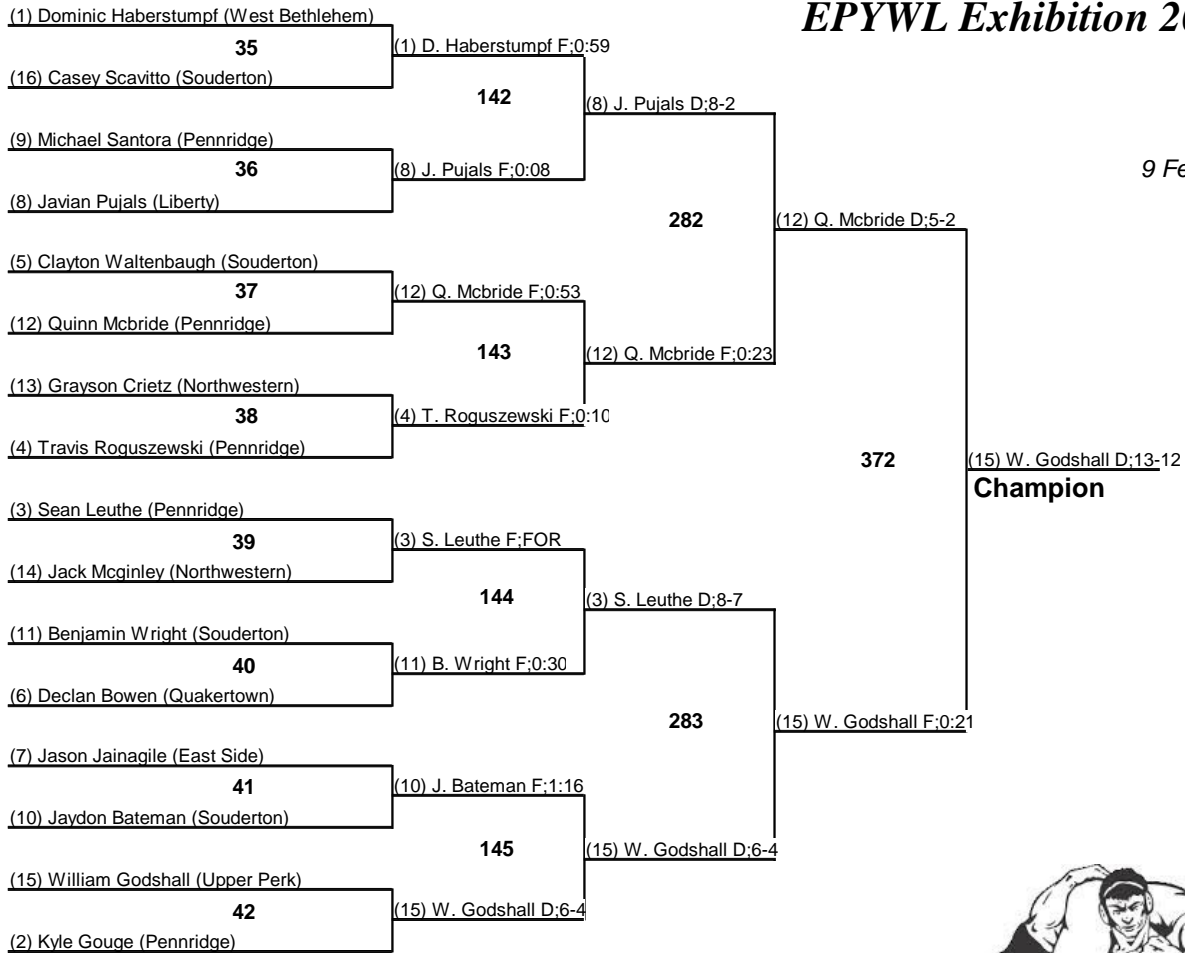 EPYWL Exhibition
9
(1) Dominic Haberstumpf (West Bethlehem)
35
(16) Casey Scavitto (Souderton)
(1) D. Haberstumpf F;0:59
142
(9) Michael Santora (Pennridge)
36
(8) Javian Pujals (Liberty)
(8) J. Pujals F;0:08
(8) J. Pujals D;8-2
282
(5) Clayton Waltenbaugh (Souderton)
37
(12) Quinn Mcbride (Pennridge)
(12) Q. Mcbride F;0:53
143
(13) Grayson Crietz (Northwestern)
38
(4) Travis Roguszewski (Pennridge)
(4) T. Roguszewski F;0:10
(12) Q. Mcbride F;0:23
(12) Q. Mcbride D;5-2
372
(15) W. Godshall D;13-12
Champion
(3) Sean Leuthe (Pennridge)
39
(14) Jack Mcginley (Northwestern)
(3) S. Leuthe F;FOR
144
(11) Benjamin Wright (Souderton)
40
(6) Declan Bowen (Quakertown)
(11) B. Wright F;0:30
(3) S. Leuthe D;8-7
283
(15) W. Godshall F;0:21
(7) Jason Jainagile (East Side)
41
(10) Jaydon Bateman (Souderton)
(10) J. Bateman F;1:16
145
(15) William Godshall (Upper Perk)
42
(2) Kyle Gouge (Pennridge)
(15) W. Godshall D;6-4
(15) W. Godshall D;6-4